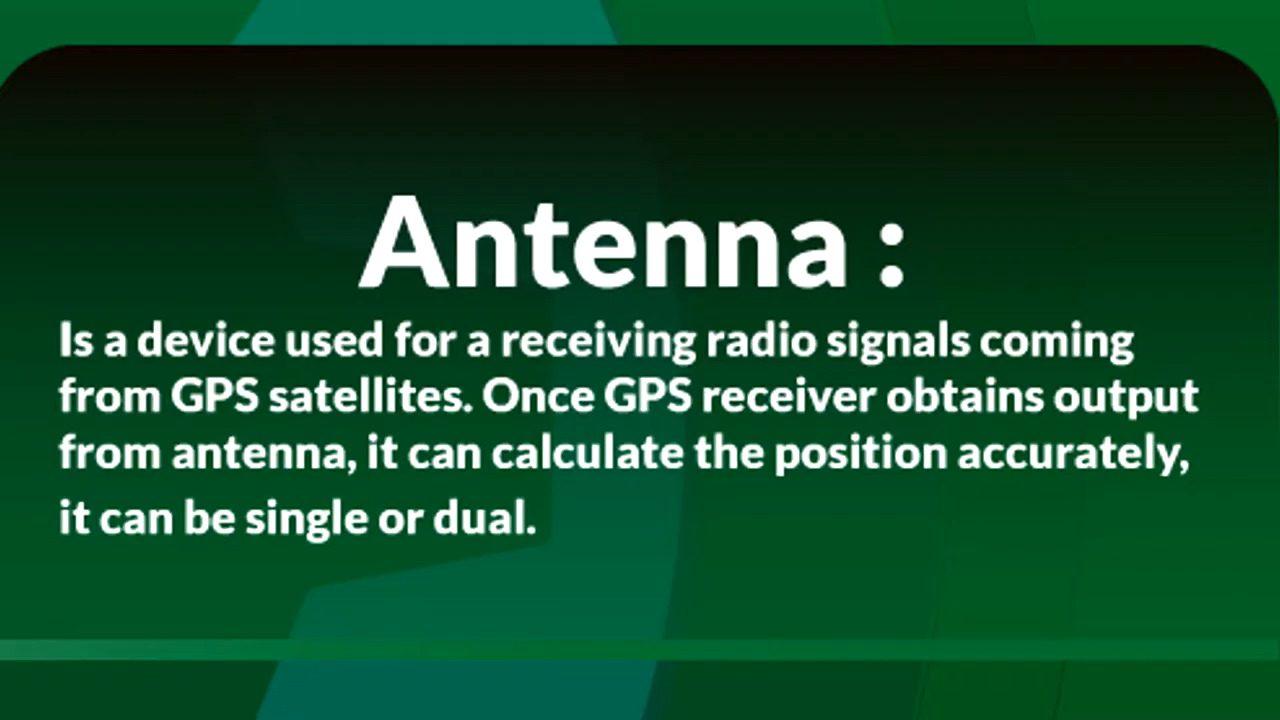 Antenna :
Is a device used for a receiving radio signals coming
from GPS satellites. Once GPS receiver obtains output
from antenna, it can calculate the position accurately,
it can be single or dual.